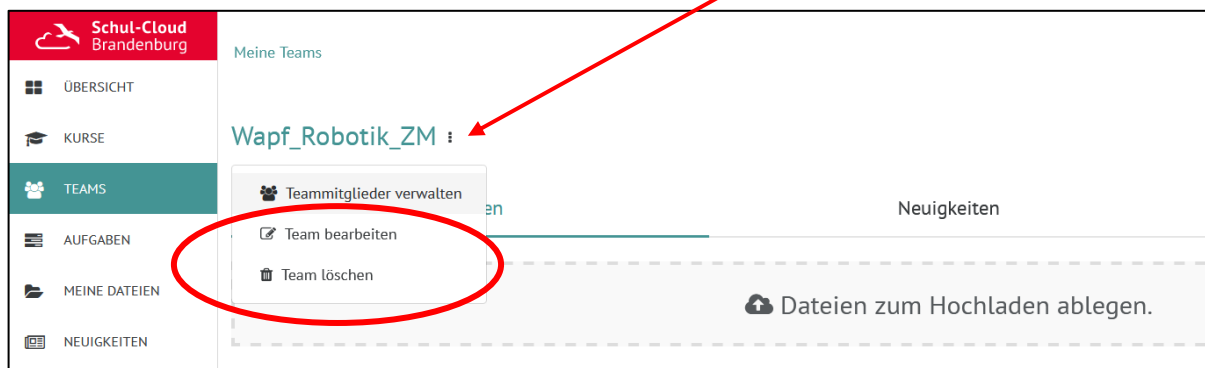 Schul-Cloud
Brandenburg
Meine Teams
ÜBERSICHT
KURSE
Wapf_Robotik_ZM
TEAMS
Teammitglieder verwalten
en
Neuigkeiten
Team bearbeiten
AUFGABEN
Team löschen
MEINE DATEIEN
Dateien zum Hochladen ablegen.
NEUIGKEITEN